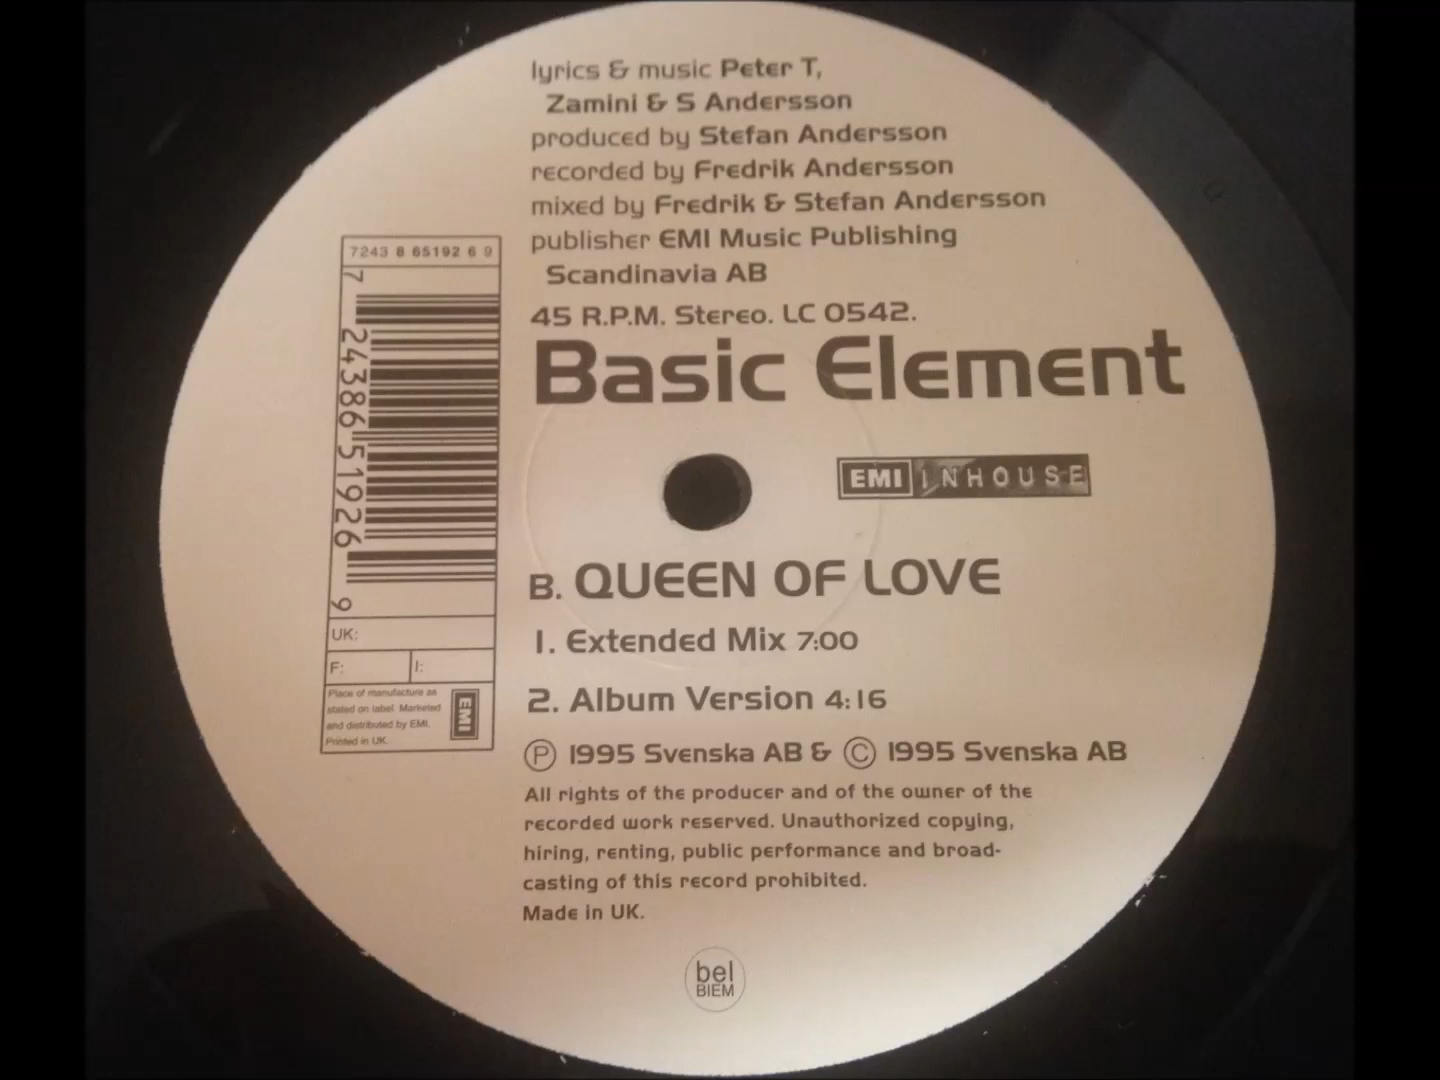 lyrics & music Peter T,
Zamini & S Andersson
produced by Stefan Andersson
recorded by Fredrik Andersson
mixed by Fredrik & Stefan Andersson
publisher EMI Music Publishing
Scandinavia AB
45 R.P.M. Stereo. LC 0542.
Basic Element
EMI INHOUSE
B. QUEEN OF LOVE
1. Extended Mix 7:00
2. Album Version 4:16
Ⓟ 1995 Svenska AB & © 1995 Svenska AB
All rights of the producer and of the owner of the
recorded work reserved. Unauthorized copying,
hiring, renting, public performance and broad-
casting of this record prohibited.
Made in UK.
bel
BIEM
7243 8 65192 6 9
7 24386 51926 9
UK:
F: I:
Place of manufacture as
stated on label. Marketed
and distributed by EMI.
Printed in UK.
EMI